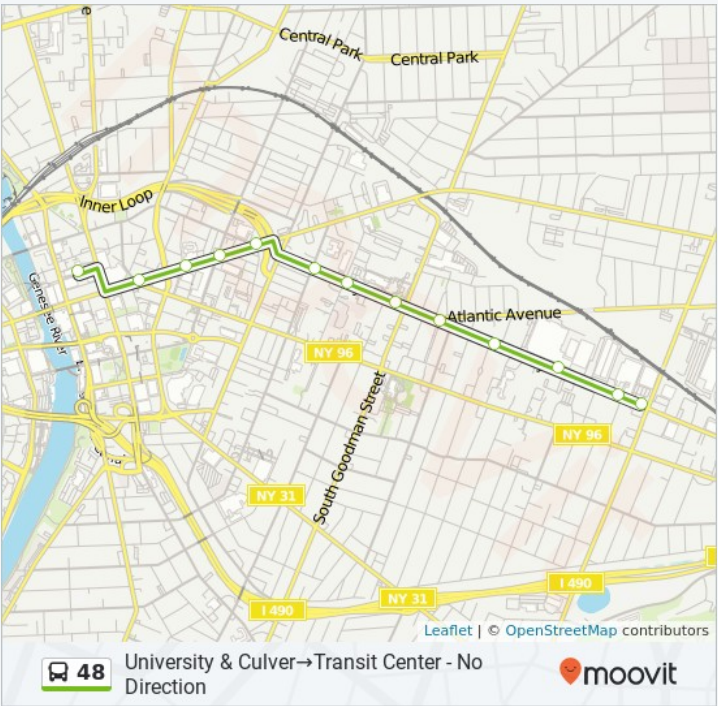 Central Park
Central Park
Inner Loop
Genesee River
Atlantic Avenue
NY 96
South Goodman Street
NY 96
NY 31
I 490
NY 31
I 490
Leaflet | © OpenStreetMap contributors
48
University & Culver→Transit Center - No
Direction
moovit